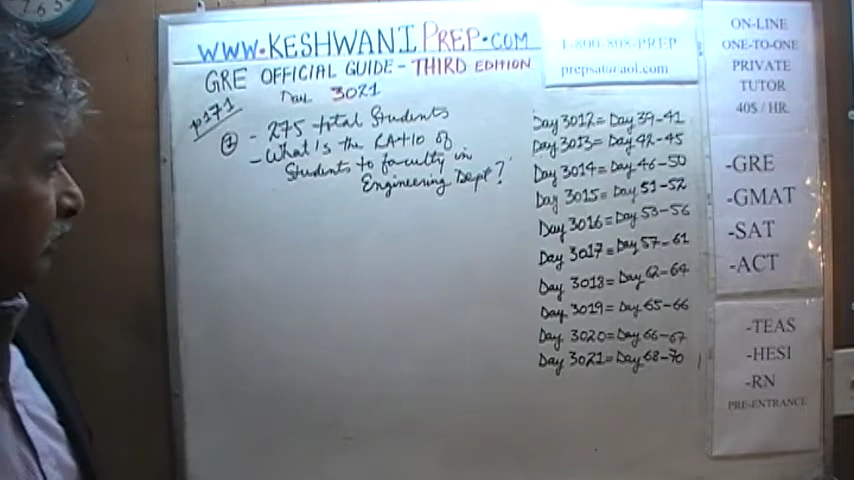 WWW.KESHWANIPREP.COM
GRE OFFICIAL GUIDE - THIRD EDITION
Day 3021
P171
7 - 275 total Students
- What is the RATIO of
Students to faculty in
Engineering Dept?
1-800-808-PREP
prepsat@aol.com
Day 3012 = Day 39-41
Day 3013 = Day 42-45
Day 3014 = Day 46-50
Day 3015 = Day 51-52
Day 3016 = Day 53-56
Day 3017 = Day 57-61
Day 3018 = Day 62-64
Day 3019 = Day 65-66
Day 3020 = Day 66-67
Day 3021 = Day 68-70
ON-LINE
ONE-TO-ONE
PRIVATE
TUTOR
40$ / HR.
-GRE
-GMAT
-SAT
-ACT
-TEAS
-HESI
-RN
PRE-ENTRANCE